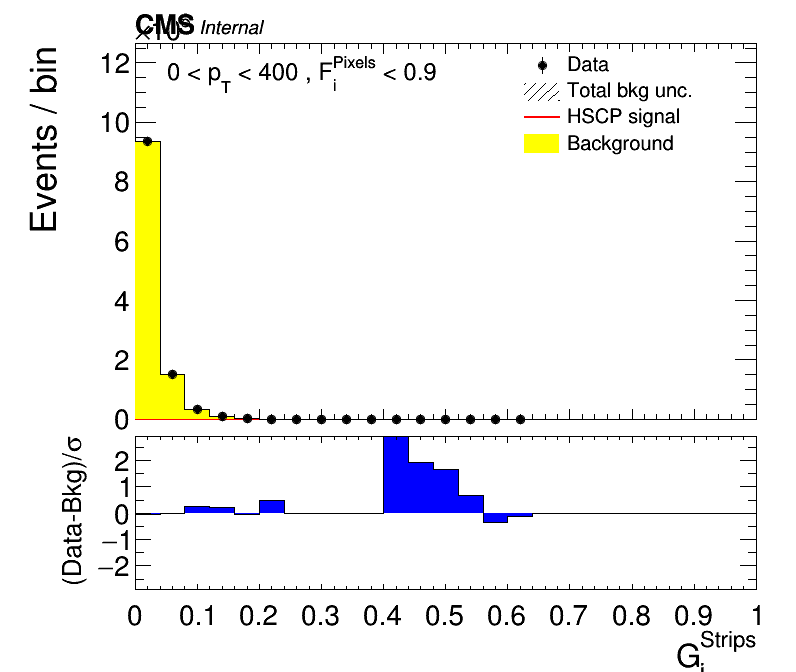 CMS Internal
×10
0 < p_T < 400 , F_i^Pixels < 0.9
Data
Total bkg unc.
HSCP signal
Background
Events / bin
12
10
8
6
4
2
0
(Data-Bkg)/σ
2
1
0
−1
−2
0 0.1 0.2 0.3 0.4 0.5 0.6 0.7 0.8 0.9 1
G_i^Strips